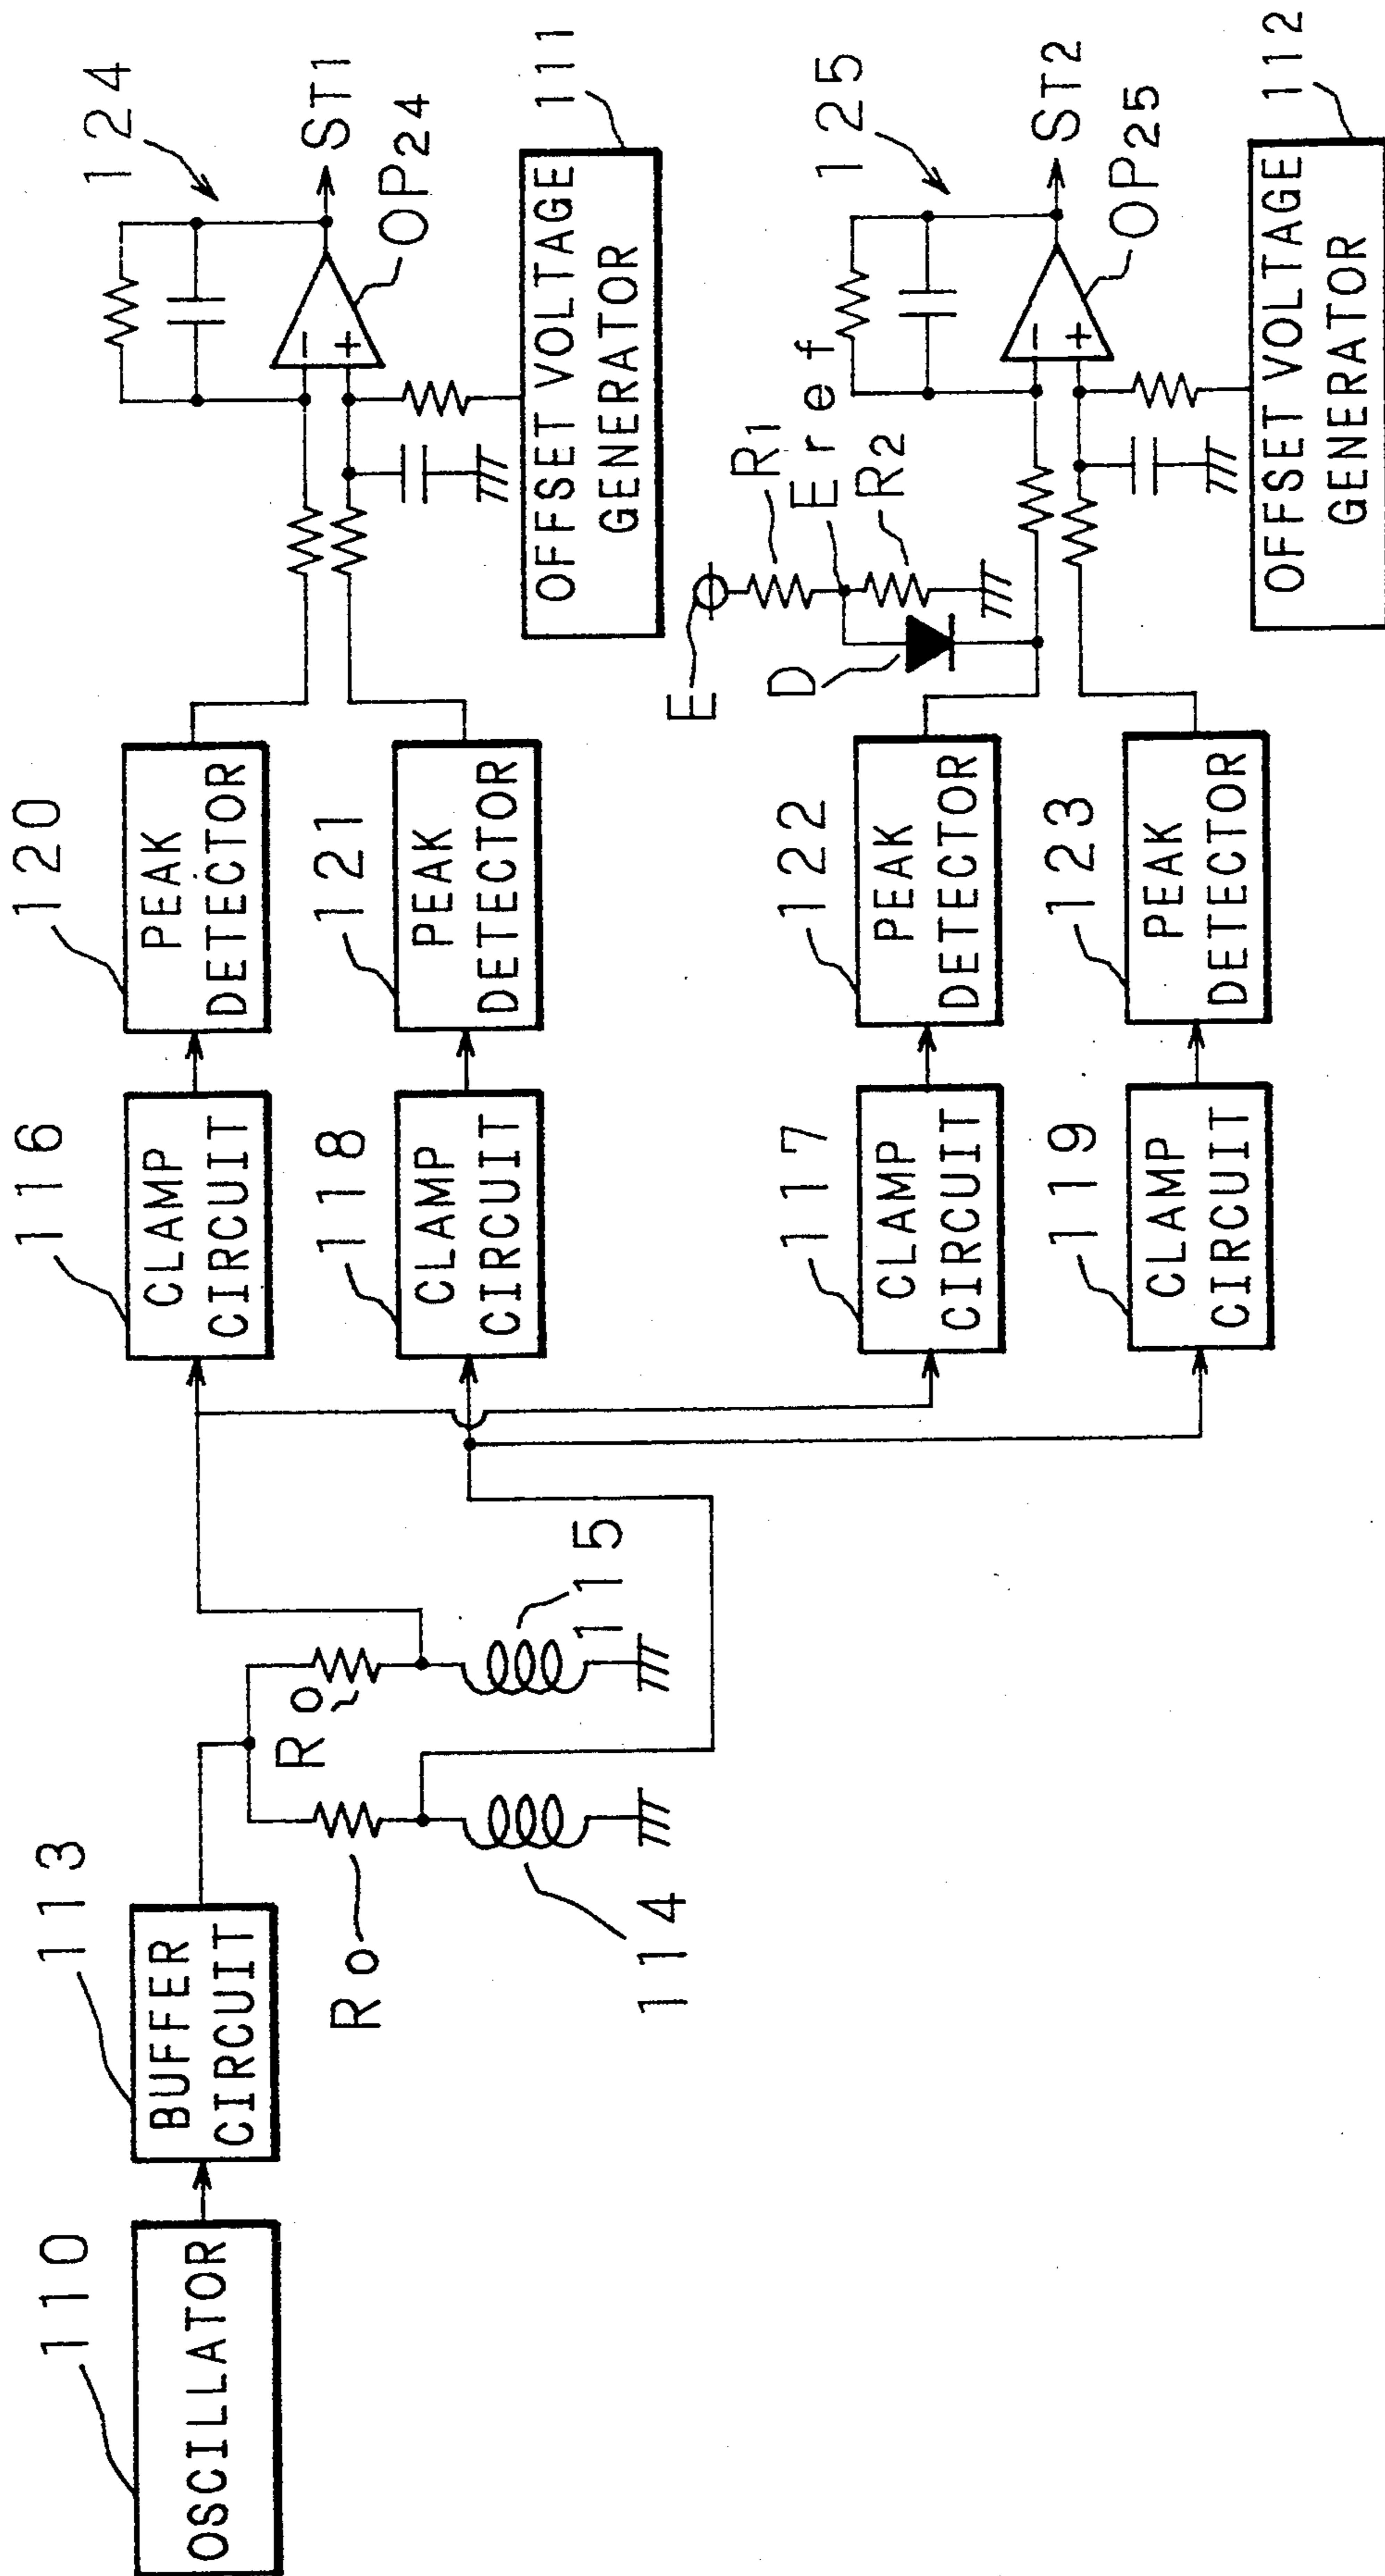 110
OSCILLATOR
113
BUFFER
CIRCUIT
Ro
Ro
114
115
116
CLAMP
CIRCUIT
118
CLAMP
CIRCUIT
117
CLAMP
CIRCUIT
119
CLAMP
CIRCUIT
120
PEAK
DETECTOR
121
PEAK
DETECTOR
122
PEAK
DETECTOR
123
PEAK
DETECTOR
124
ST1
OP24
−
+
OFFSET VOLTAGE
GENERATOR
111
E
R1
Eref
R2
D
125
ST2
OP25
−
+
OFFSET VOLTAGE
GENERATOR
112